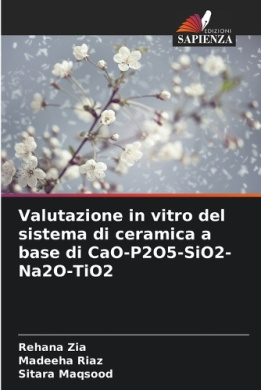 EDIZIONI
SAPIENZA
Valutazione in vitro del
sistema di ceramica a
base di CaO-P2O5-SiO2-
Na2O-TiO2
Rehana Zia
Madeeha Riaz
Sitara Maqsood